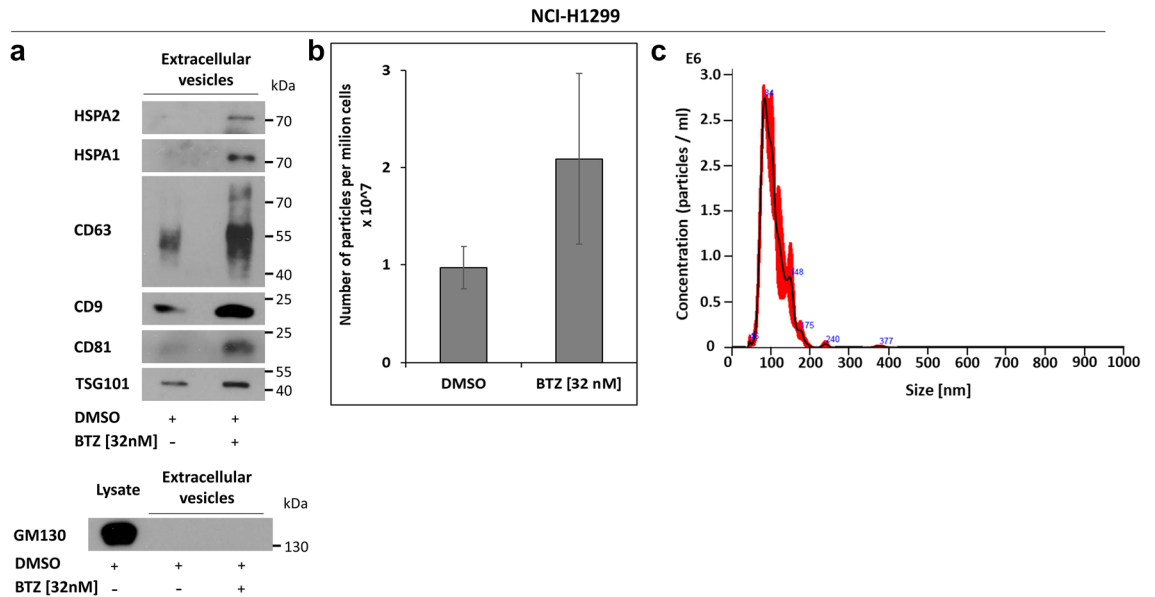 NCI-H1299
a
Extracellular
vesicles
kDa
HSPA2
70
HSPA1
70
CD63
70
55
40
CD9
25
CD81
25
TSG101
55
40
DMSO + +
BTZ [32nM] - +
Lysate
Extracellular
vesicles
kDa
GM130
130
DMSO + + +
BTZ [32nM] - - +
b
Number of particles per milion cells
x 10^7
3
2
1
0
DMSO
BTZ [32 nM]
c
E6
Concentration (particles / ml)
3.0
2.5
2.5
1.5
1.0
0.5
0
84
148
175
240
377
0 100 200 300 400 500 600 700 800 900 1000
Size [nm]